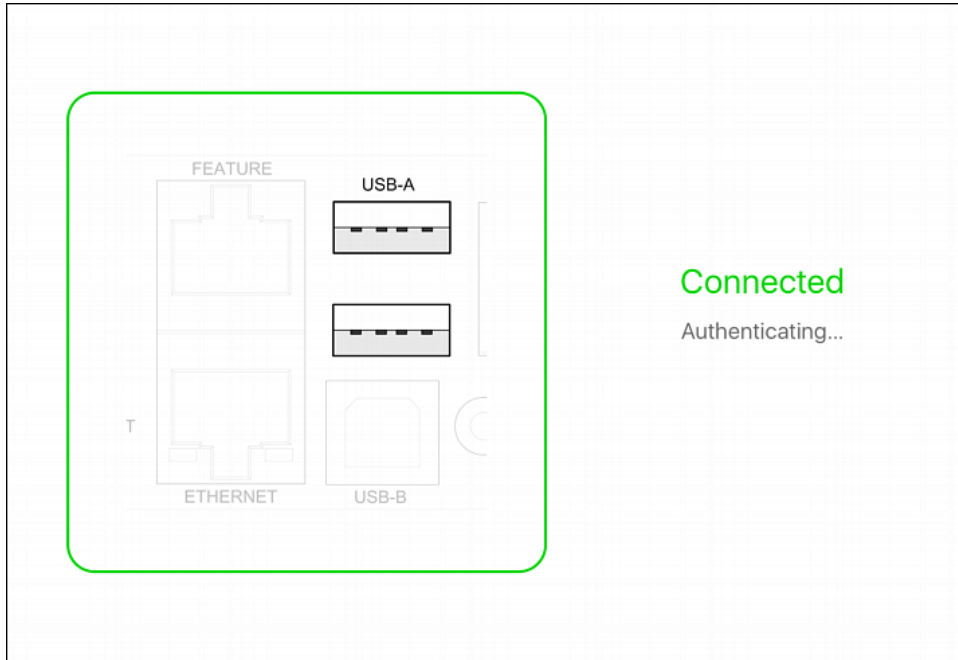 FEATURE
USB-A
Connected
Authenticating...
T
ETHERNET
USB-B